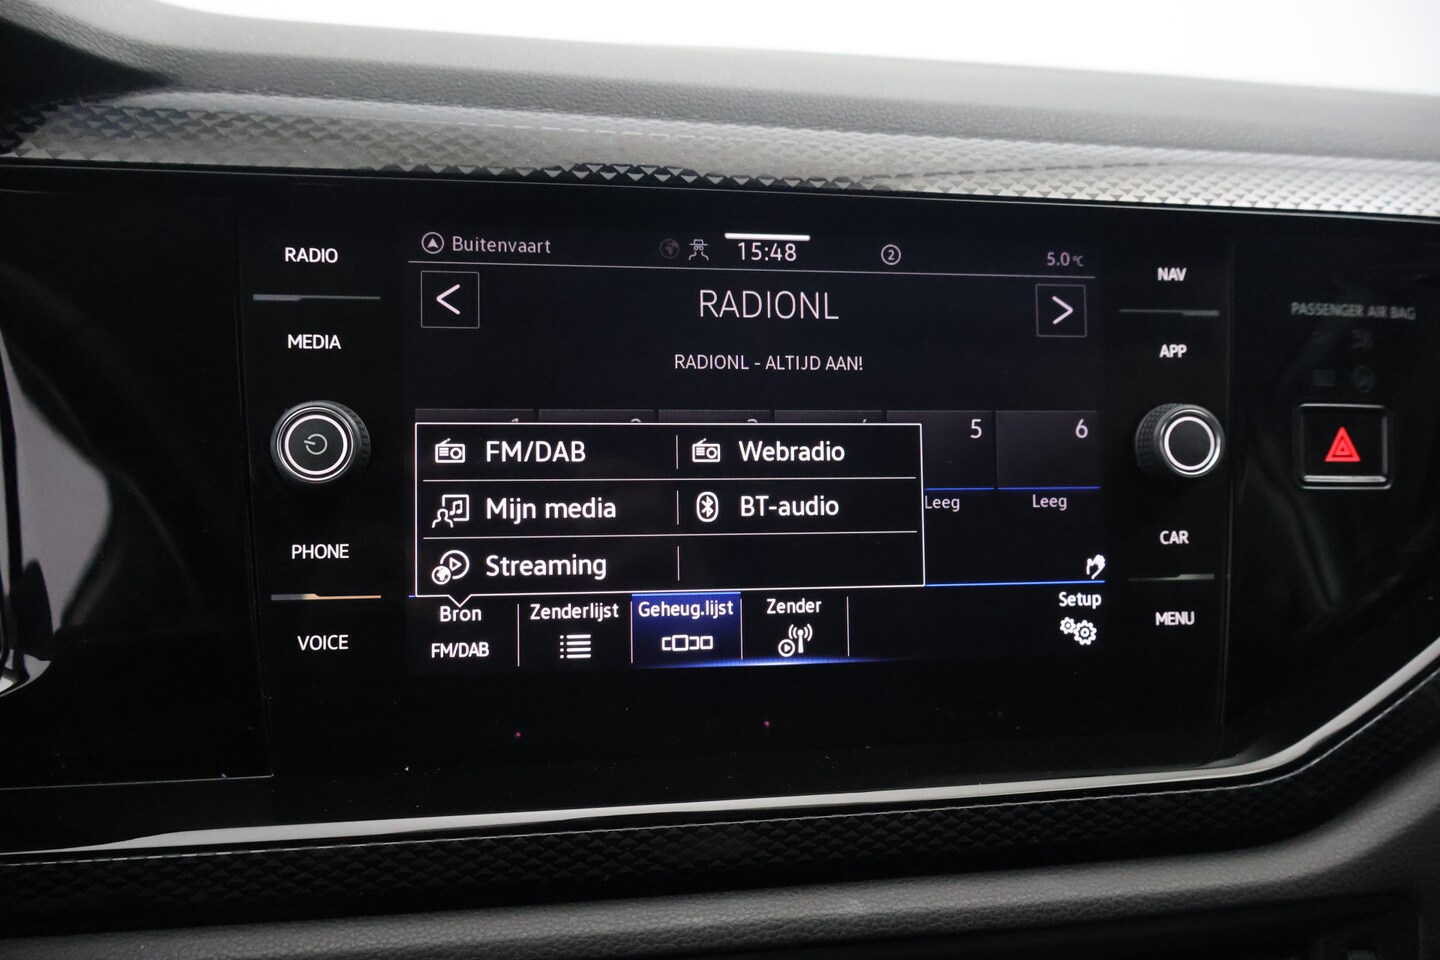 RADIO
MEDIA
PHONE
VOICE
Buitenvaart
15:48
2
5.0°C
<
RADIONL
>
RADIONL - ALTIJD AAN!
5
6
Leeg
Leeg
FM/DAB
Webradio
Mijn media
BT-audio
Streaming
Bron
FM/DAB
Zenderlijst
Geheug.lijst
Zender
Setup
NAV
APP
CAR
MENU
PASSENGER AIR BAG